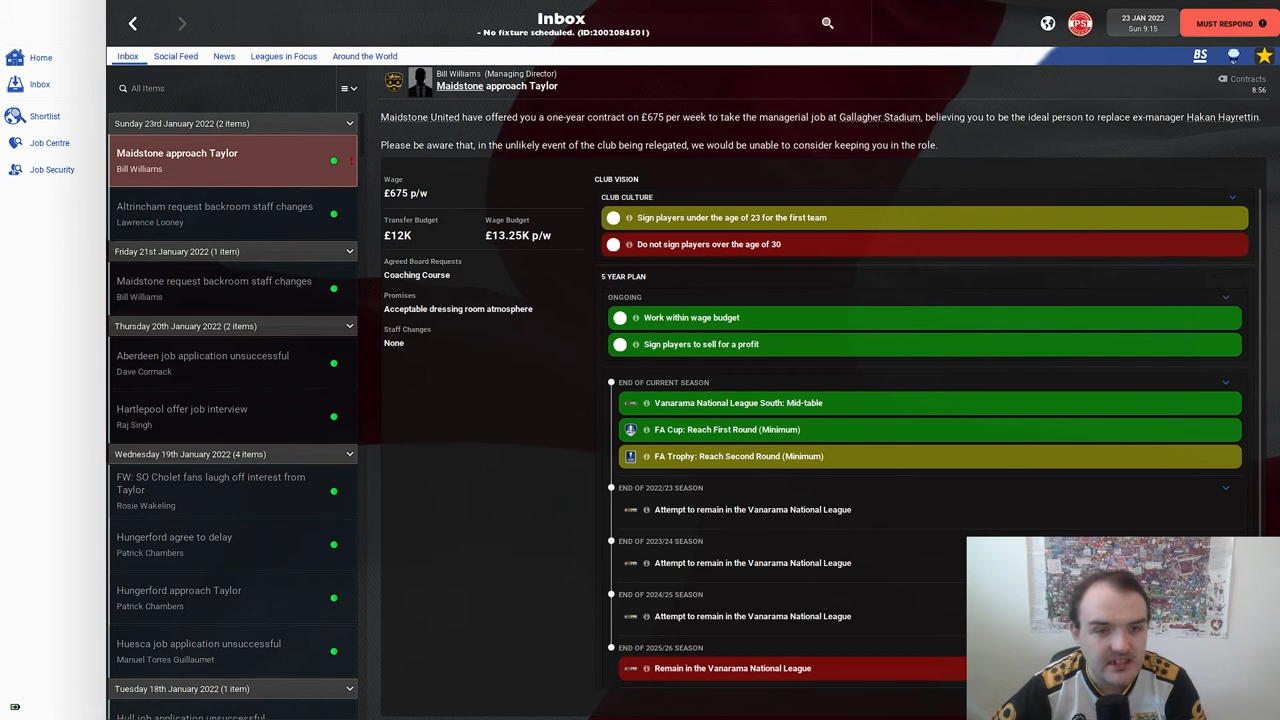 Inbox
- No fixture scheduled. (ID:2002084501)
23 JAN 2022
Sun 9:15
MUST RESPOND
Inbox
Social Feed
News
Leagues in Focus
Around the World
BS
Home
Inbox
Shortlist
Job Centre
Job Security
All Items
Sunday 23rd January 2022 (2 items)
Maidstone approach Taylor
Bill Williams
Altrincham request backroom staff changes
Lawrence Looney
Friday 21st January 2022 (1 item)
Maidstone request backroom staff changes
Bill Williams
Thursday 20th January 2022 (2 items)
Aberdeen job application unsuccessful
Dave Cormack
Hartlepool offer job interview
Raj Singh
Wednesday 19th January 2022 (4 items)
FW: SO Cholet fans laugh off interest from
Taylor
Rosie Wakeling
Hungerford agree to delay
Patrick Chambers
Hungerford approach Taylor
Patrick Chambers
Huesca job application unsuccessful
Manuel Torres Guillaumet
Tuesday 18th January 2022 (1 item)
Hull job application unsuccessful
Bill Williams (Managing Director)
Maidstone approach Taylor
Contracts
8:56
Maidstone United have offered you a one-year contract on £675 per week to take the managerial job at Gallagher Stadium, believing you to be the ideal person to replace ex-manager Hakan Hayrettin.
Please be aware that, in the unlikely event of the club being relegated, we would be unable to consider keeping you in the role.
Wage
£675 p/w
Transfer Budget
Wage Budget
£12K
£13.25K p/w
Agreed Board Requests
Coaching Course
Promises
Acceptable dressing room atmosphere
Staff Changes
None
CLUB VISION
CLUB CULTURE
Sign players under the age of 23 for the first team
Do not sign players over the age of 30
5 YEAR PLAN
ONGOING
Work within wage budget
Sign players to sell for a profit
END OF CURRENT SEASON
Vanarama National League South: Mid-table
FA Cup: Reach First Round (Minimum)
FA Trophy: Reach Second Round (Minimum)
END OF 2022/23 SEASON
Attempt to remain in the Vanarama National League
END OF 2023/24 SEASON
Attempt to remain in the Vanarama National League
END OF 2024/25 SEASON
Attempt to remain in the Vanarama National League
END OF 2025/26 SEASON
Remain in the Vanarama National League